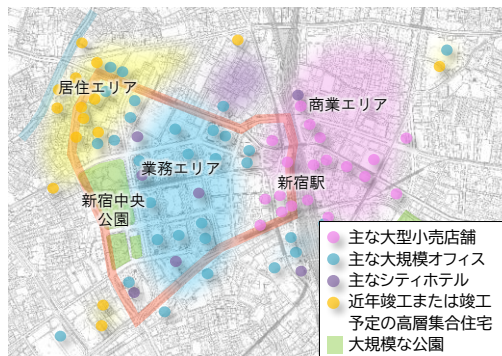 居住エリア
商業エリア
業務エリア
新宿駅
新宿中央
公園
主な大型小売店舗
主な大規模オフィス
主なシティホテル
近年竣工または竣工
予定の高層集合住宅
大規模な公園